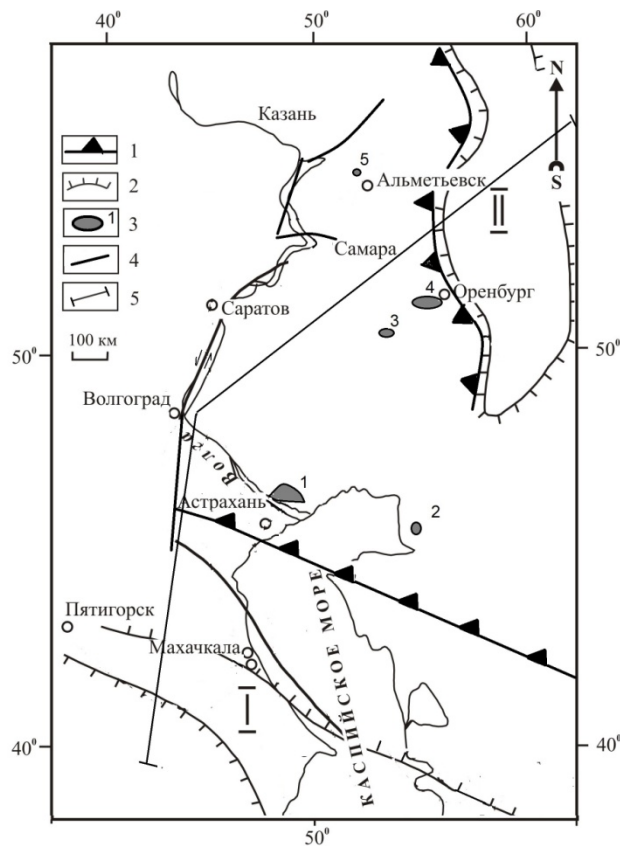 40⁰ 50⁰ 60⁰
N
S
Казань
1
2
1 3
4
5
100 км
5
Альметьевск
II
Самара
Саратов
4
Оренбург
3
50⁰ 50⁰
Волгоград
Волга
1
Астрахань
2
Пятигорск
Махачкала
КАСПИЙСКОЕ МОРЕ
I
40⁰ 40⁰
50⁰